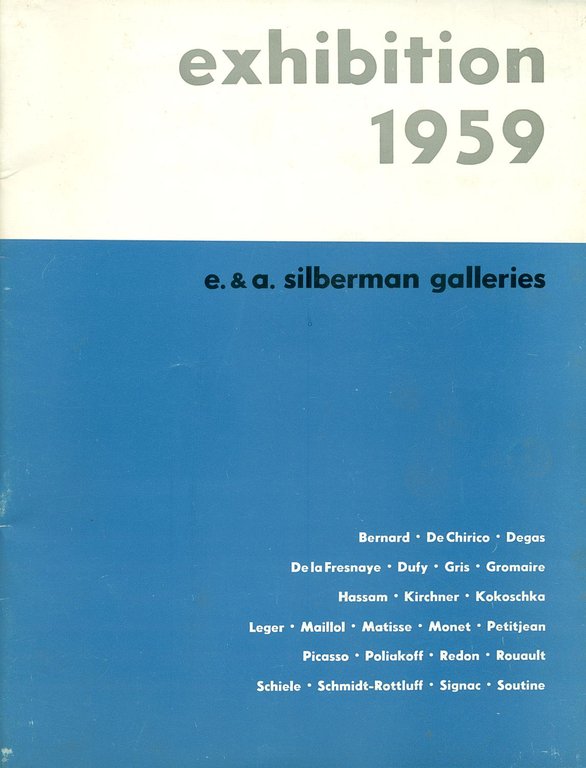 exhibition
1959
e. & a. silberman galleries
Bernard • De Chirico • Degas
De la Fresnaye • Dufy • Gris • Gromaire
Hassam • Kirchner • Kokoschka
Leger • Maillol • Matisse • Monet • Petitjean
Picasso • Poliakoff • Redon • Rouault
Schiele • Schmidt-Rottluff • Signac • Soutine